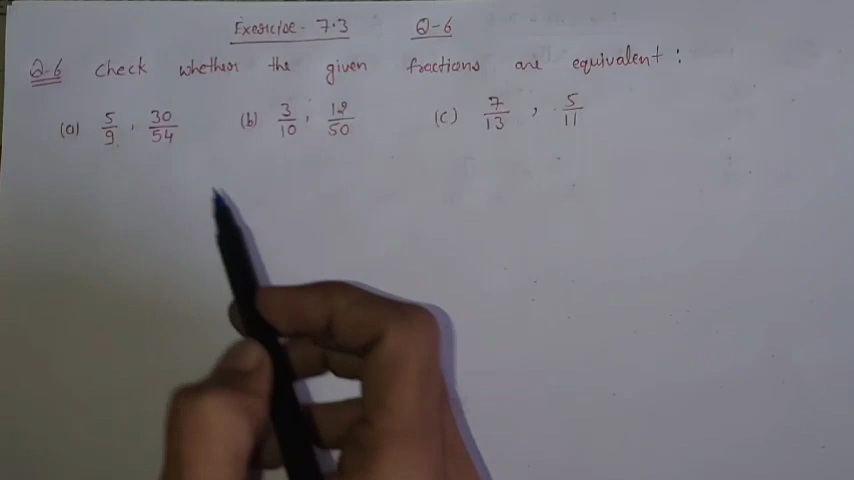 Exercise - 7.3 Q-6
Q-6 Check whether the given fractions are equivalent :
(a) 5/9 , 30/54 (b) 3/10 , 12/50 (c) 7/13 , 5/11